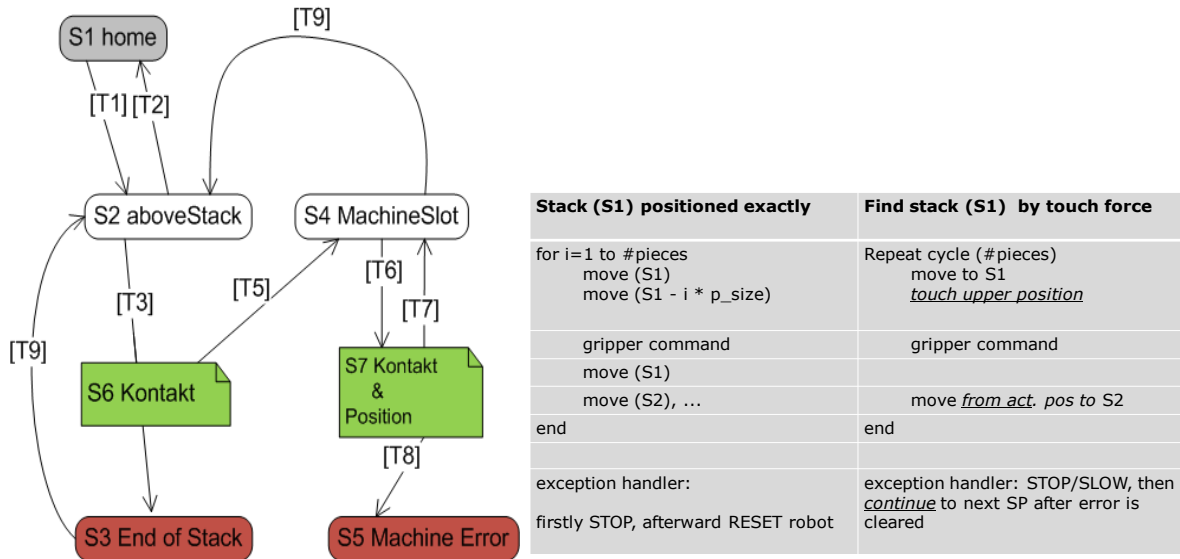 S1 home
[T9]
[T1]
[T2]
S2 aboveStack
S4 MachineSlot
[T6]
[T5]
[T3]
[T7]
[T9]
S6 Kontakt
S7 Kontakt
&
Position
[T8]
S3 End of Stack
S5 Machine Error
Stack (S1) positioned exactly
Find stack (S1) by touch force
for i=1 to #pieces
move (S1)
move (S1 - i * p_size)
Repeat cycle (#pieces)
move to S1
touch upper position
gripper command
gripper command
move (S1)
move (S2), ...
move from act. pos to S2
end
end
exception handler:
firstly STOP, afterward RESET robot
exception handler: STOP/SLOW, then
continue to next SP after error is
cleared